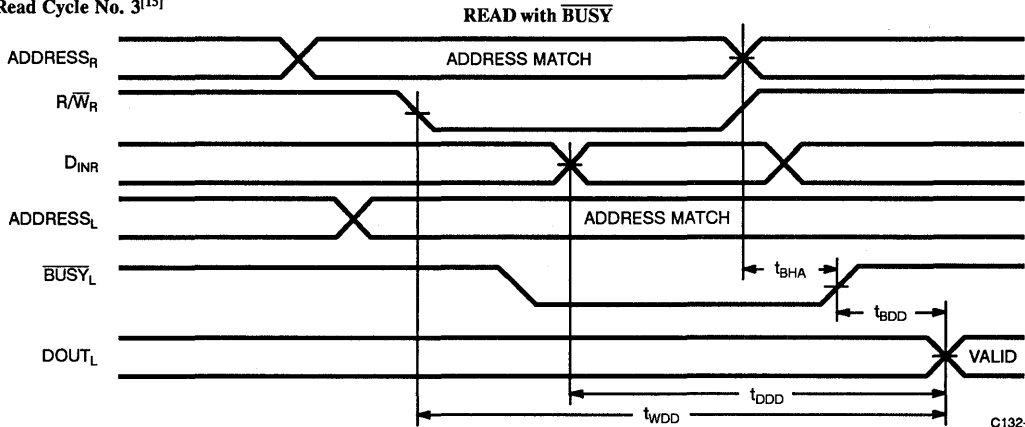 Read Cycle No. 3[15]
READ with BUSY
ADDRESSR
ADDRESS MATCH
R/WR
DINR
ADDRESSL
ADDRESS MATCH
BUSYL
tBHA
tBDD
DOUTL
VALID
tDDD
tWDD
C132-